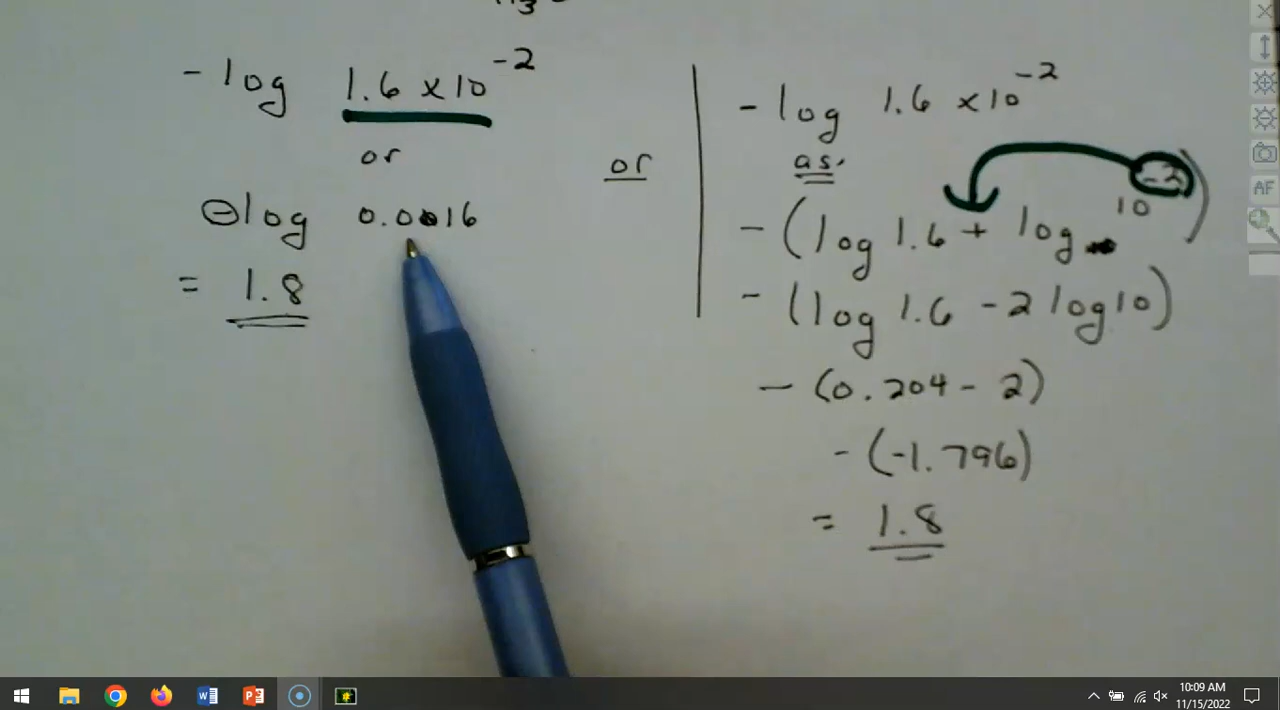 - log 1.6 ×10⁻²
or
⊖log 0.0016
= 1.8
or
- log 1.6 ×10⁻²
as.
- (log 1.6 + log 10⁻²)
- (log 1.6 - 2 log 10)
- (0.204 - 2)
- (-1.796)
= 1.8
AF
10:09 AM
11/15/2022